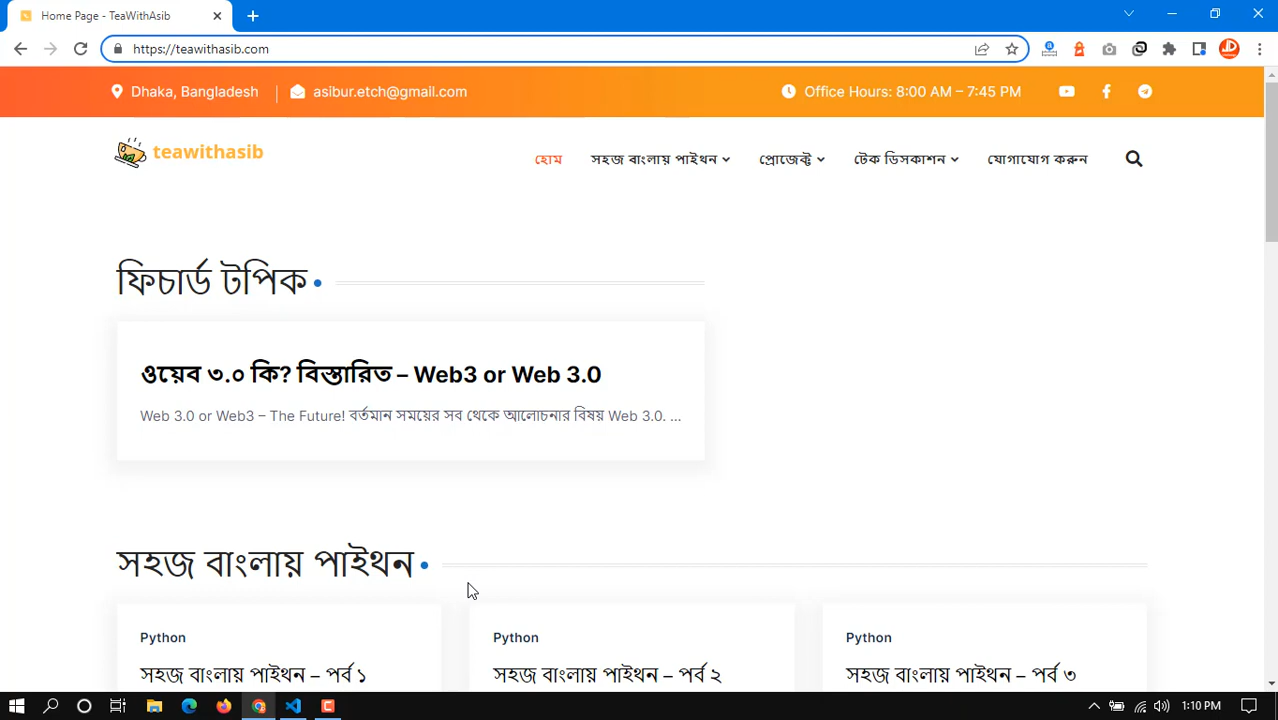 Home Page - TeaWithAsib
https://teawithasib.com
Dhaka, Bangladesh
asibur.etch@gmail.com
Office Hours: 8:00 AM – 7:45 PM
teawithasib
হোম
সহজ বাংলায় পাইথন
প্রোজেক্ট
টেক ডিসকাশন
যোগাযোগ করুন
ফিচার্ড টপিক
ওয়েব ৩.০ কি? বিস্তারিত – Web3 or Web 3.0
Web 3.0 or Web3 – The Future! বর্তমান সময়ের সব থেকে আলোচনার বিষয় Web 3.0. ...
সহজ বাংলায় পাইথন
Python
সহজ বাংলায় পাইথন – পর্ব ১
Python
সহজ বাংলায় পাইথন – পর্ব ২
Python
সহজ বাংলায় পাইথন – পর্ব ৩
1:10 PM